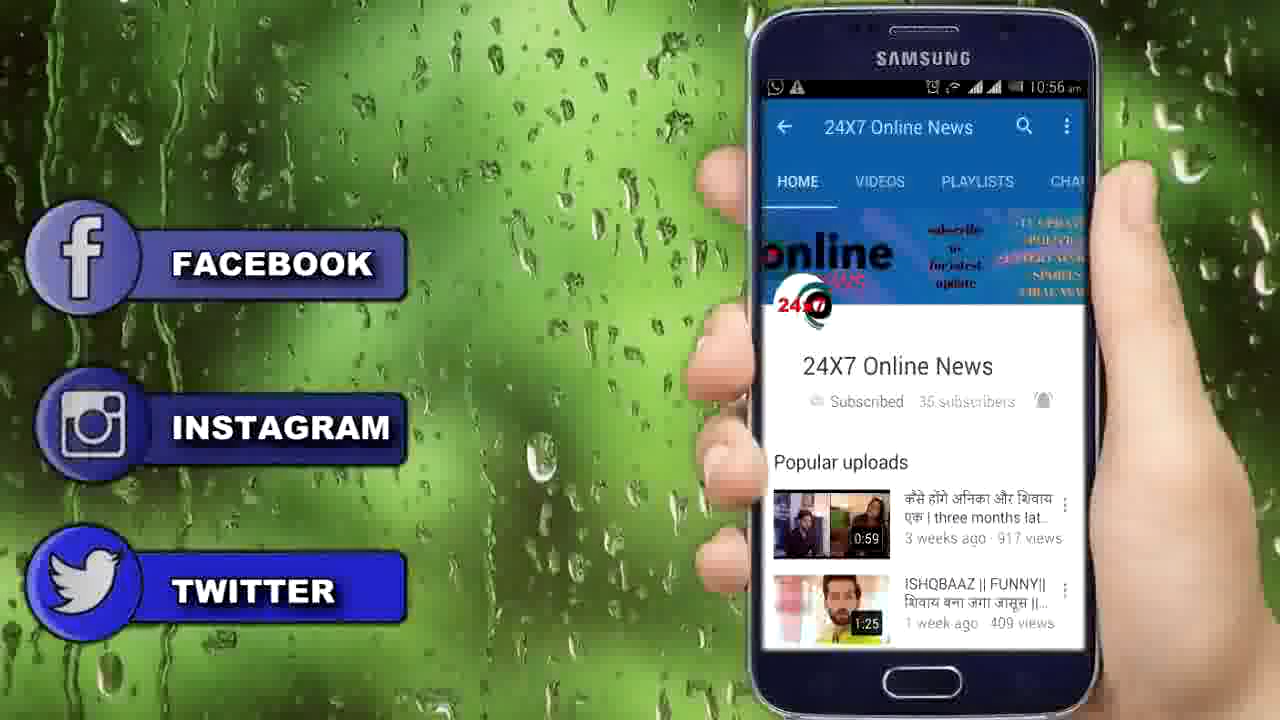 FACEBOOK
INSTAGRAM
TWITTER
SAMSUNG
10:56 am
24X7 Online News
HOME VIDEOS PLAYLISTS CHA
online
subscribe
to
for latest
update
SPORTS
24x7
24X7 Online News
Subscribed 35 subscribers
Popular uploads
कैसे होंगे अनिका और शिवाय
एक | three months lat..
3 weeks ago · 917 views
0:59
ISHQBAAZ || FUNNY||
शिवाय बना जगा जासूस ||...
1 week ago · 409 views
1:25